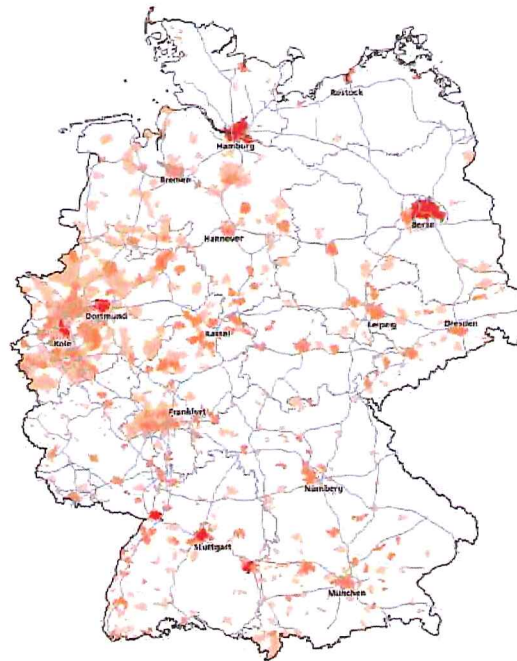 Rostock
Hamburg
Bremen
Berlin
Hannover
Dortmund
Kassel
Leipzig
Dresden
Köln
Frankfurt
Nürnberg
Stuttgart
München